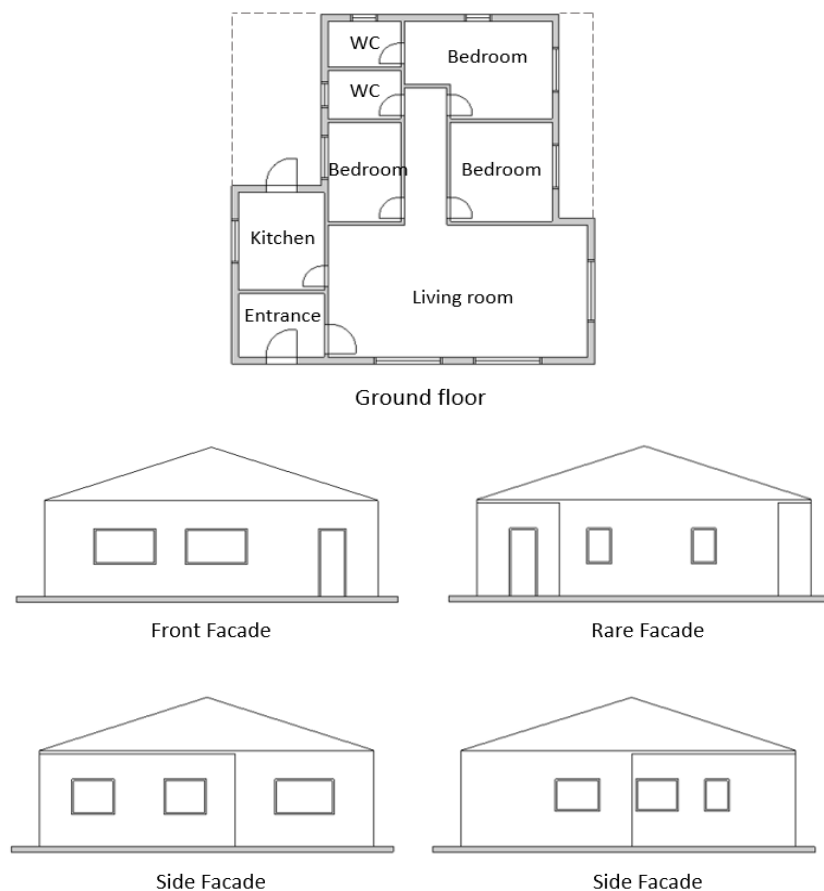 WC
Bedroom
WC
Bedroom
Bedroom
Kitchen
Living room
Entrance
Ground floor
Front Facade
Rare Facade
Side Facade
Side Facade